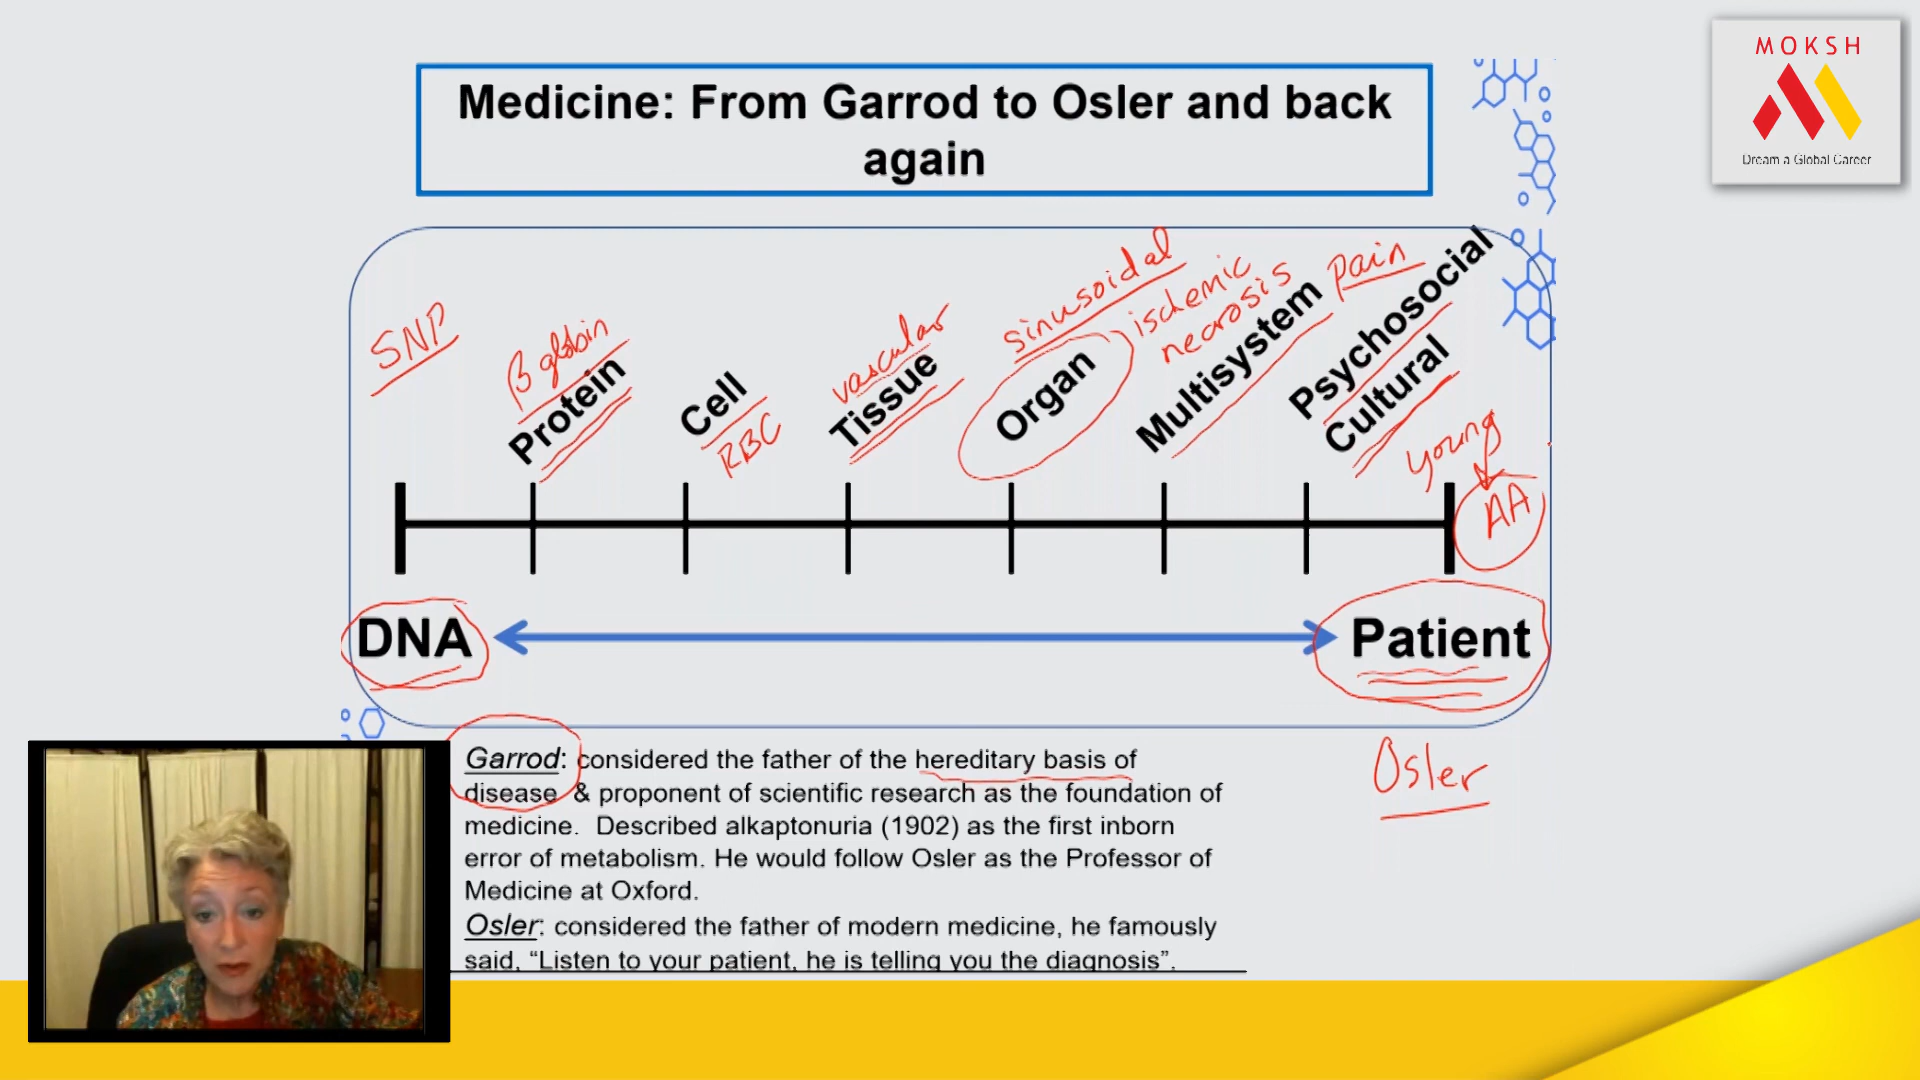 MOKSH
Dream a Global Career
Medicine: From Garrod to Osler and back
again
SNP
β globin
Protein
Cell
RBC
vascular
Tissue
sinusoidal
Organ
ischemic
necrosis
Multisystem
pain
Psychosocial
Cultural
young
AA
DNA
Patient
Osler
Garrod: considered the father of the hereditary basis of
disease & proponent of scientific research as the foundation of
medicine. Described alkaptonuria (1902) as the first inborn
error of metabolism. He would follow Osler as the Professor of
Medicine at Oxford.
Osler: considered the father of modern medicine, he famously
said, “Listen to your patient, he is telling you the diagnosis”.